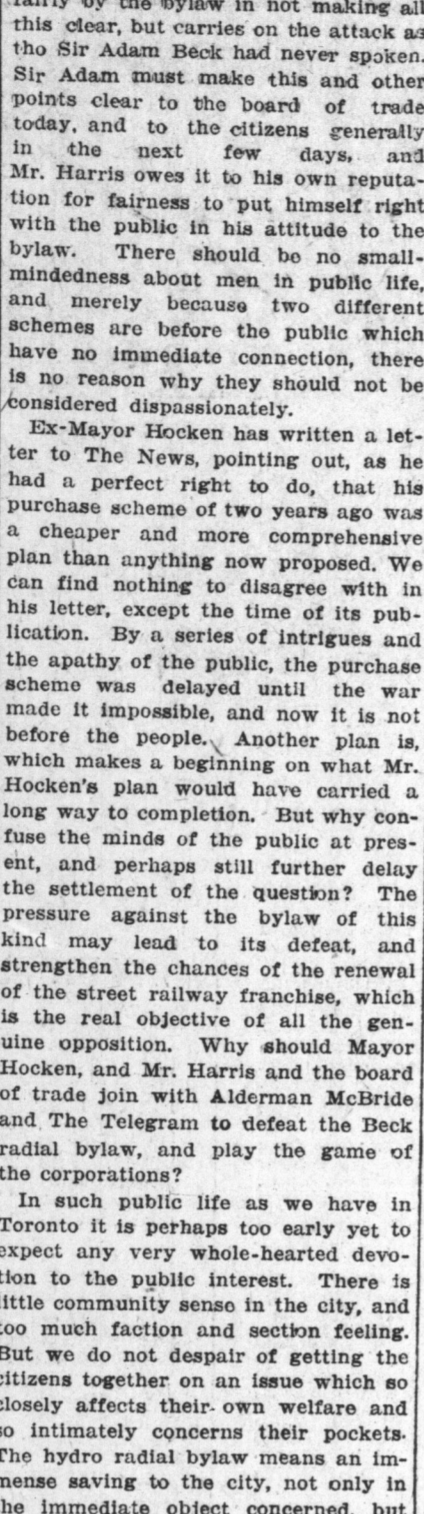 fairly by the bylaw in not making all
this clear, but carries on the attack as
tho Sir Adam Beck had never spoken.
Sir Adam must make this and other
points clear to the board of trade
today, and to the citizens generally
in the next few days, and
Mr. Harris owes it to his own reputa-
tion for fairness to put himself right
with the public in his attitude to the
bylaw. There should be no small-
mindedness about men in public life,
and merely because two different
schemes are before the public which
have no immediate connection, there
is no reason why they should not be
considered dispassionately.
Ex-Mayor Hocken has written a let-
ter to The News, pointing out, as he
had a perfect right to do, that his
purchase scheme of two years ago was
a cheaper and more comprehensive
plan than anything now proposed. We
can find nothing to disagree with in
his letter, except the time of its pub-
lication. By a series of intrigues and
the apathy of the public, the purchase
scheme was delayed until the war
made it impossible, and now it is not
before the people. Another plan is,
which makes a beginning on what Mr.
Hocken's plan would have carried a
long way to completion. But why con-
fuse the minds of the public at pres-
ent, and perhaps still further delay
the settlement of the question? The
pressure against the bylaw of this
kind may lead to its defeat, and
strengthen the chances of the renewal
of the street railway franchise, which
is the real objective of all the gen-
uine opposition. Why should Mayor
Hocken, and Mr. Harris and the board
of trade join with Alderman McBride
and The Telegram to defeat the Beck
radial bylaw, and play the game of
the corporations?
In such public life as we have in
Toronto it is perhaps too early yet to
expect any very whole-hearted devo-
tion to the public interest. There is
little community sense in the city, and
too much faction and section feeling.
But we do not despair of getting the
citizens together on an issue which so
closely affects their own welfare and
so intimately concerns their pockets.
The hydro radial bylaw means an im-
mense saving to the city, not only in
the immediate object concerned, but